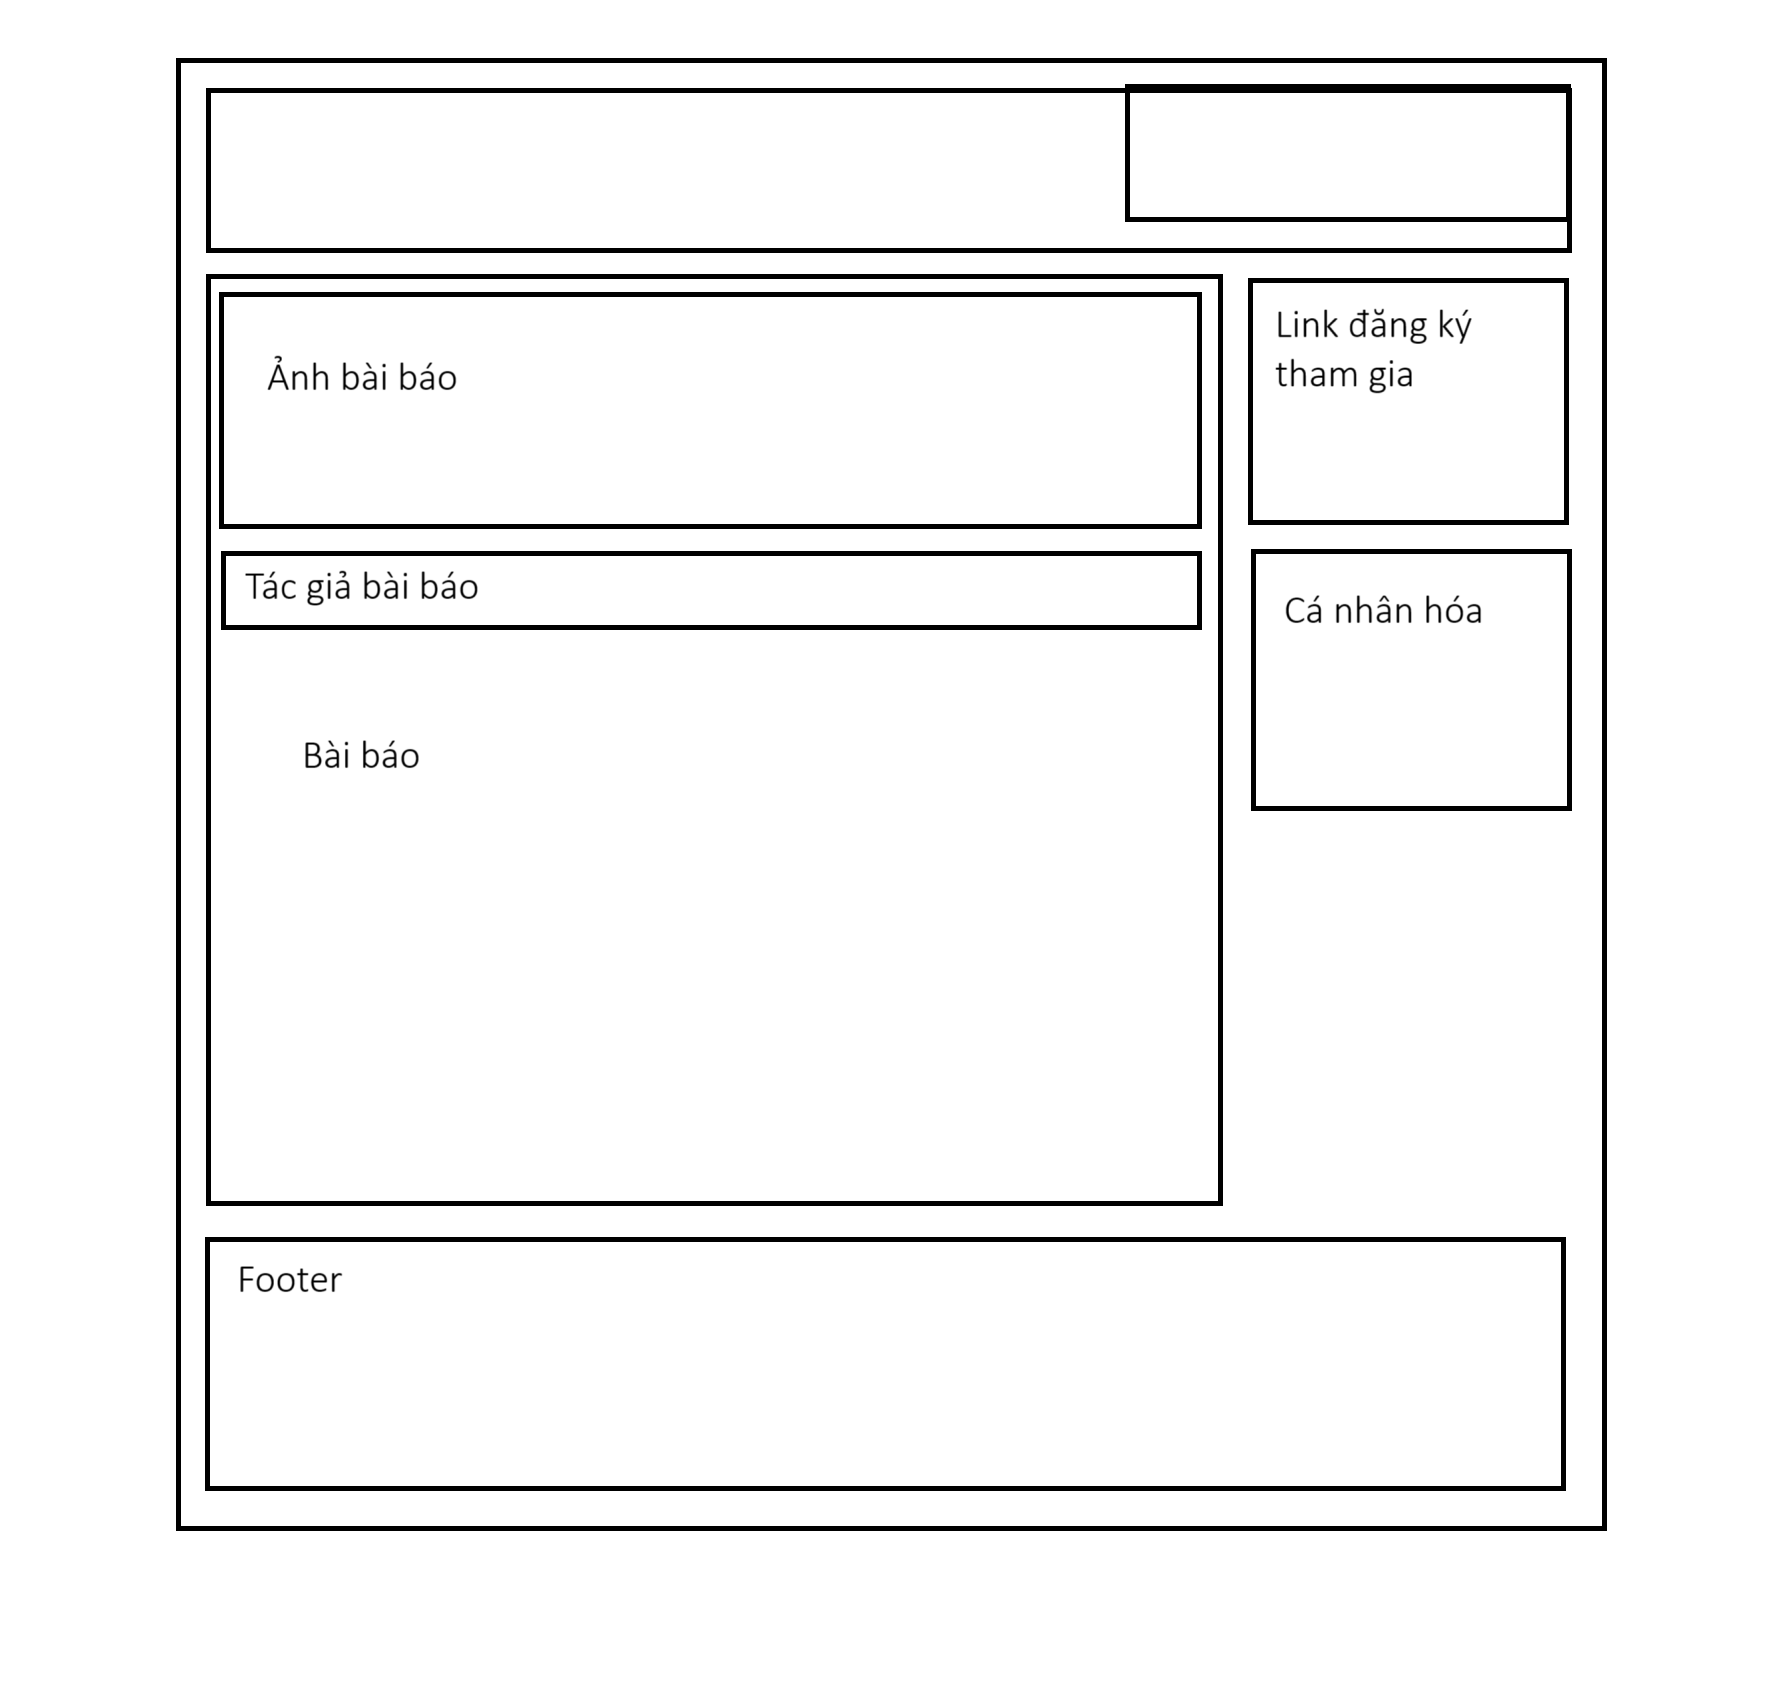 Link đăng ký
tham gia
Ảnh bài báo
Tác giả bài báo
Cá nhân hóa
Bài báo
Footer